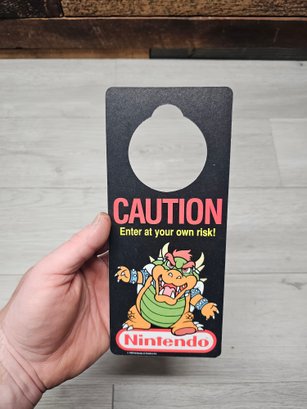 CAUTION
Enter at your own risk!
Nintendo